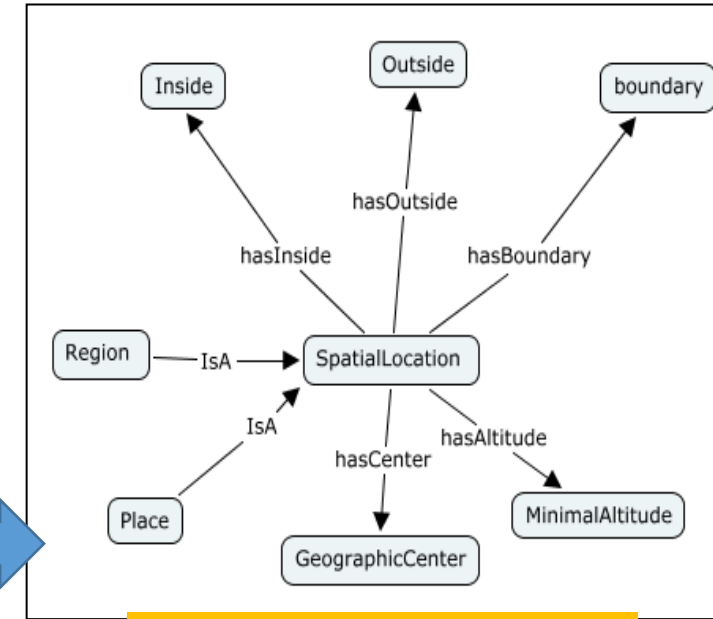 Inside
Outside
boundary
hasOutside
hasInside
hasBoundary
Region
IsA
SpatialLocation
IsA
hasCenter
hasAltitude
Place
MinimalAltitude
GeographicCenter